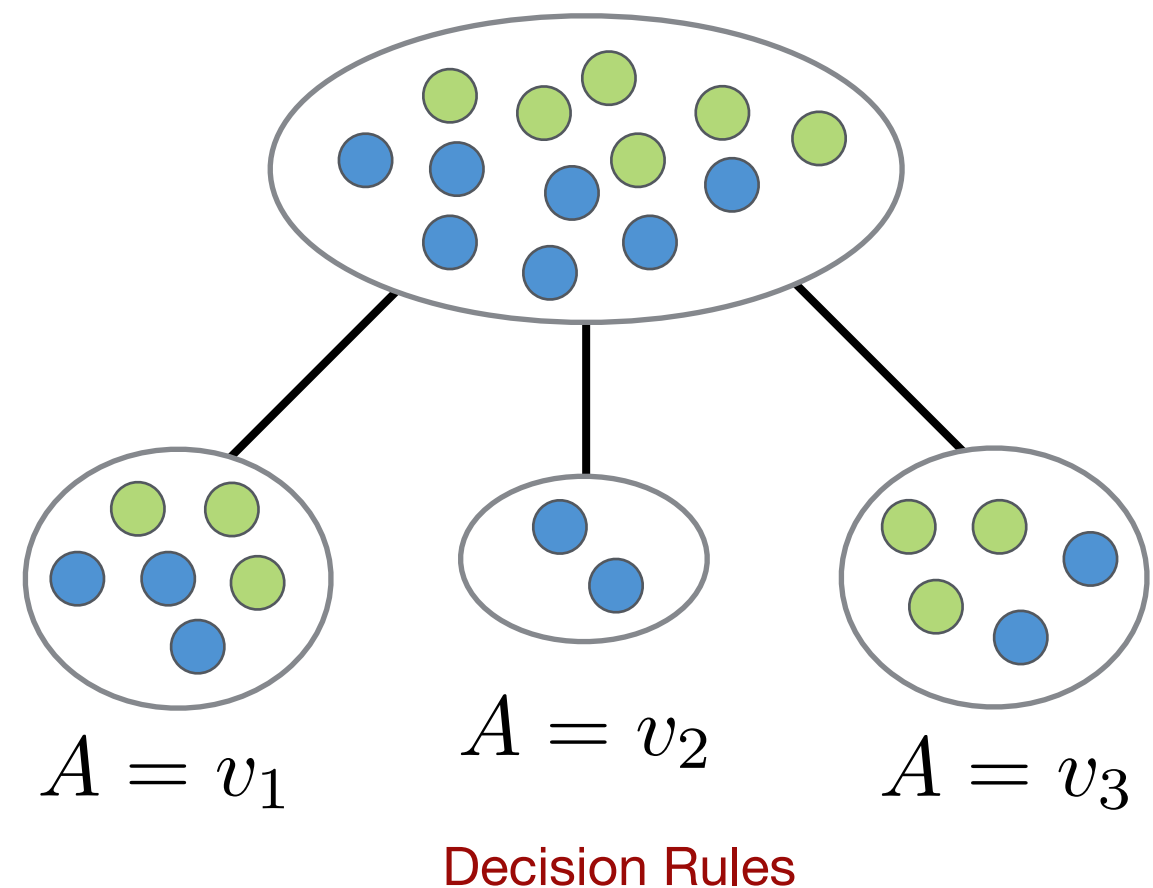 A = v₁
A = v₂
A = v₃
Decision Rules